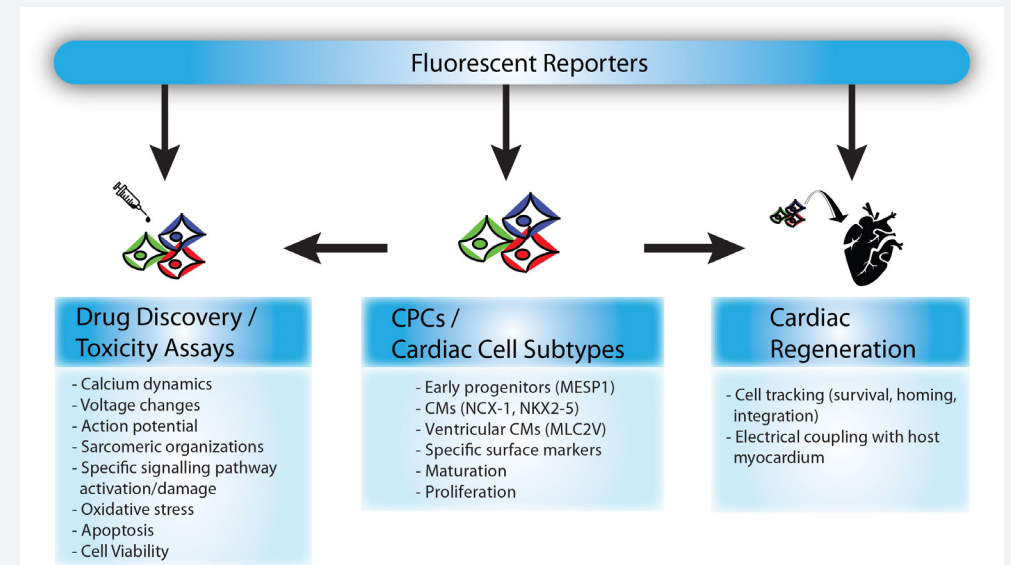 Fluorescent Reporters
Drug Discovery /
Toxicity Assays
- Calcium dynamics
- Voltage changes
- Action potential
- Sarcomeric organizations
- Specific signalling pathway
activation/damage
- Oxidative stress
- Apoptosis
- Cell Viability
CPCs /
Cardiac Cell Subtypes
- Early progenitors (MESP1)
- CMs (NCX-1, NKX2-5)
- Ventricular CMs (MLC2V)
- Specific surface markers
- Maturation
- Proliferation
Cardiac
Regeneration
- Cell tracking (survival, homing,
integration)
- Electrical coupling with host
myocardium